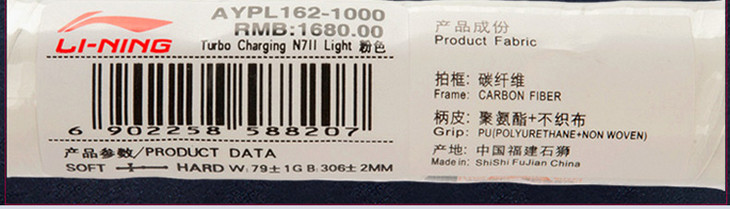 LI-NING
AYPL162-1000
RMB:1680.00
Turbo Charging N7II Light 粉色
6 902258 588207
产品参数/PRODUCT DATA
SOFT HARD W:79±1G B:306±2MM
产品成份
Product Fabric
拍框: 碳纤维
Frame: CARBON FIBER
柄皮: 聚氨酯+不织布
Grip: PU(POLYURETHANE+NON WOVEN)
产地: 中国福建石狮
Made in: ShiShi FuJian China